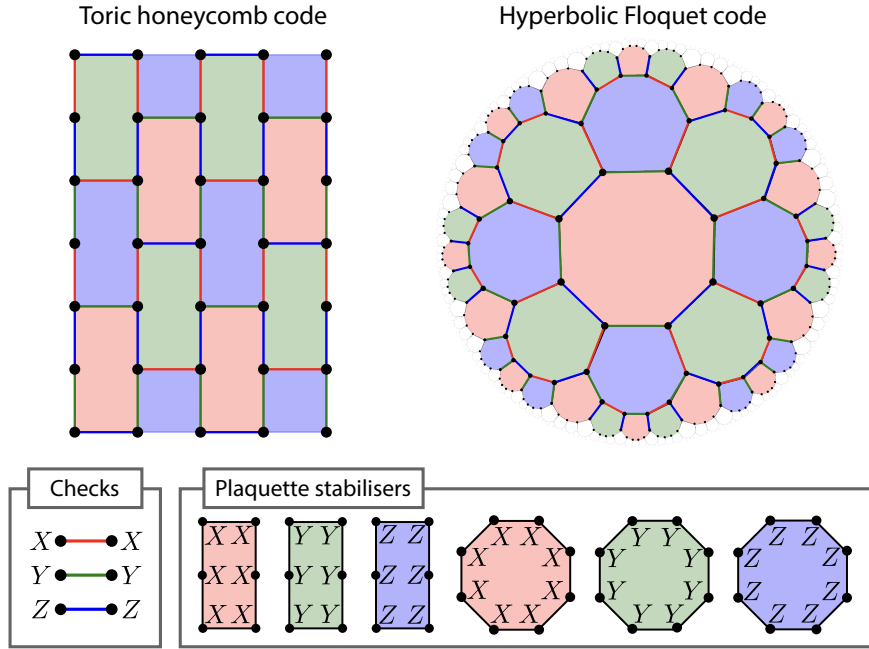 Toric honeycomb code
Hyperbolic Floquet code
Checks
X X
Y Y
Z Z
Plaquette stabilisers
X X
X X
X X
Y Y
Y Y
Y Y
Z Z
Z Z
Z Z
X X
X X
X X
X X
Y Y
Y Y
Y Y
Y Y
Z Z
Z Z
Z Z
Z Z